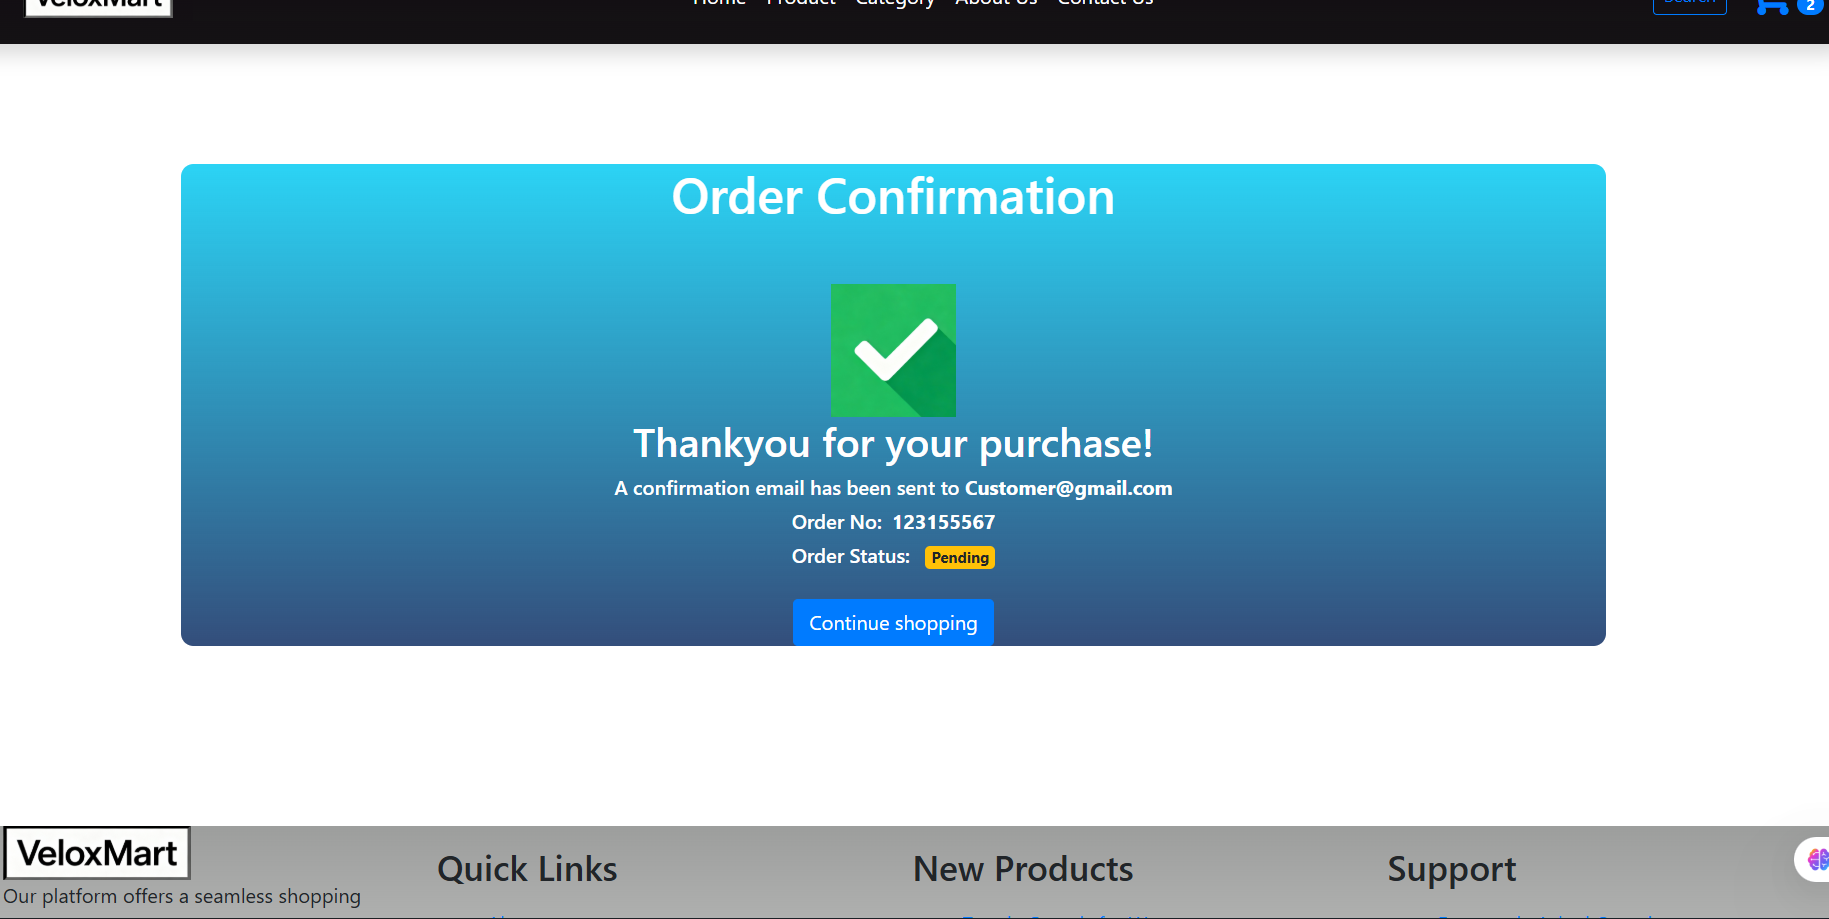 VeloxMart
Home Product Category About Us Contact Us
Search
2
Order Confirmation
Thankyou for your purchase!
A confirmation email has been sent to Customer@gmail.com
Order No: 123155567
Order Status: Pending
Continue shopping
VeloxMart
Our platform offers a seamless shopping
Quick Links
New Products
Support